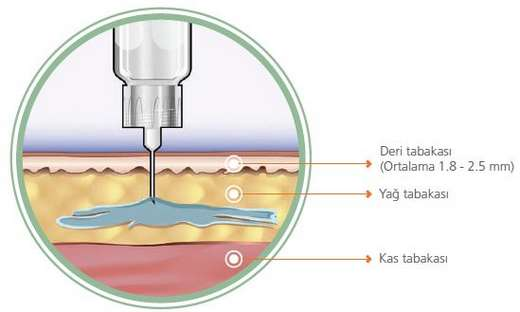 Deri tabakası
(Ortalama 1.8 - 2.5 mm)
Yağ tabakası
Kas tabakası